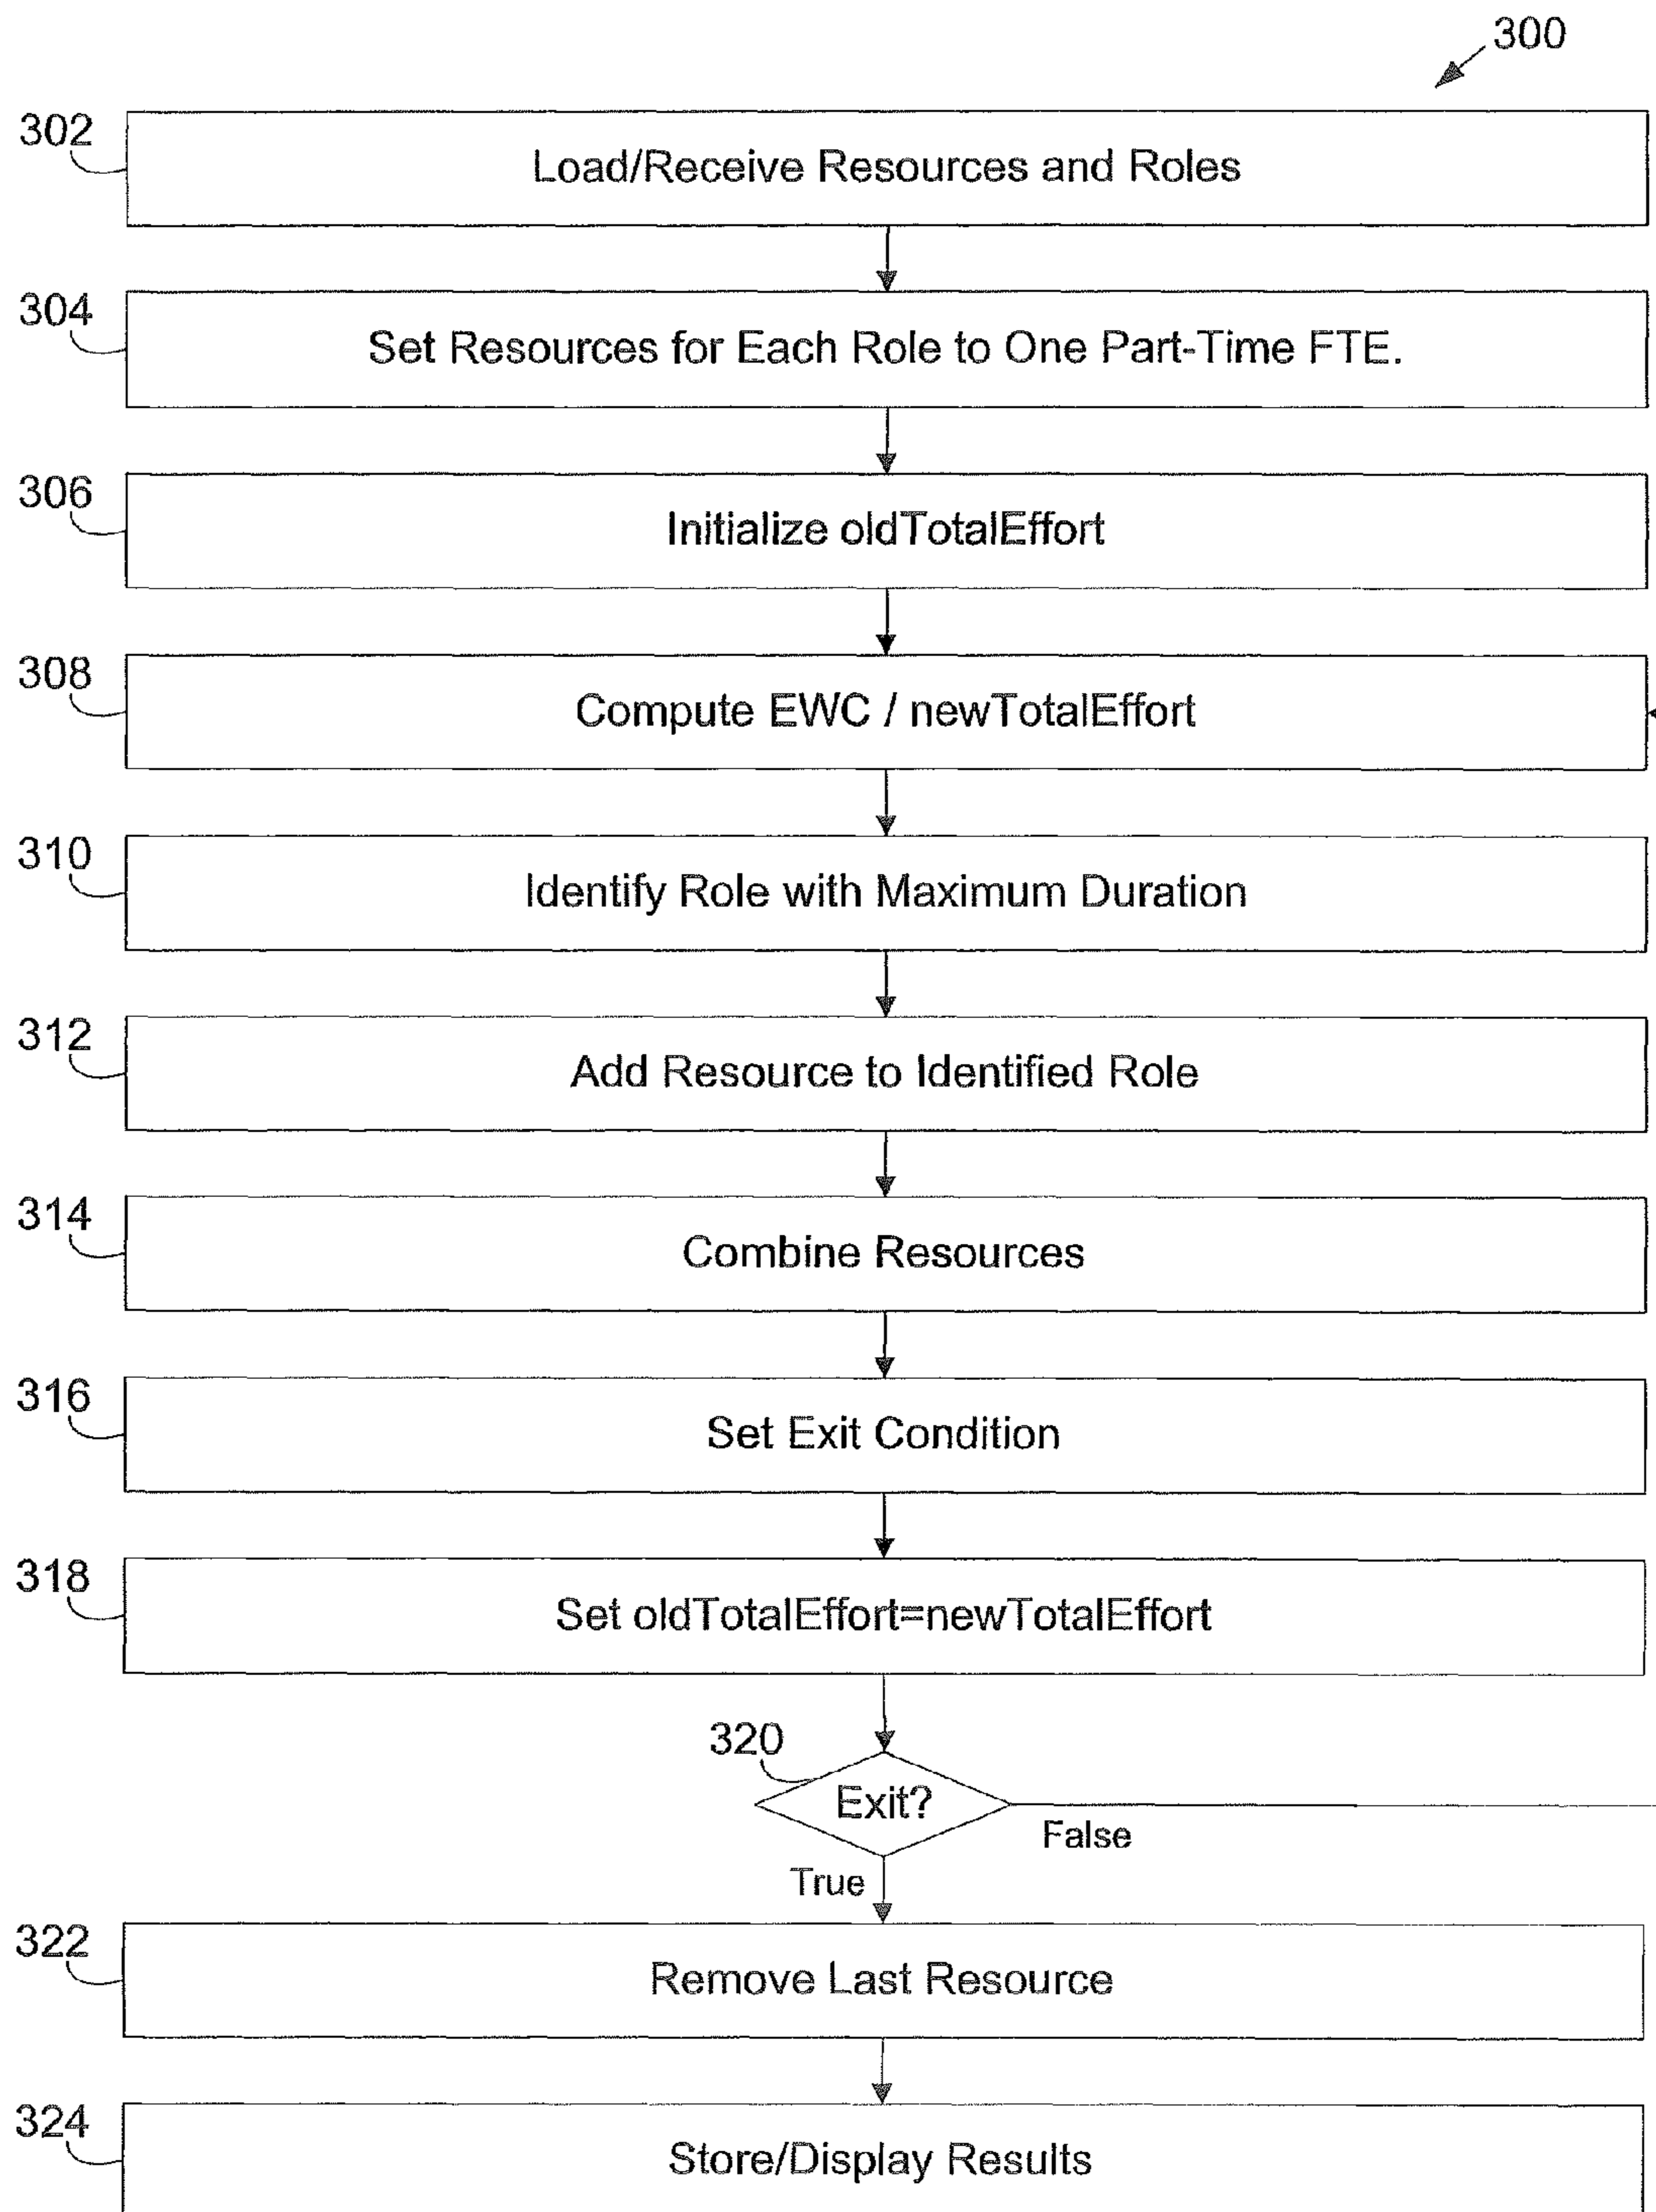 300
302
Load/Receive Resources and Roles
304
Set Resources for Each Role to One Part-Time FTE.
306
Initialize oldTotalEffort
308
Compute EWC / newTotalEffort
310
Identify Role with Maximum Duration
312
Add Resource to Identified Role
314
Combine Resources
316
Set Exit Condition
318
Set oldTotalEffort=newTotalEffort
320
Exit?
False
True
322
Remove Last Resource
324
Store/Display Results